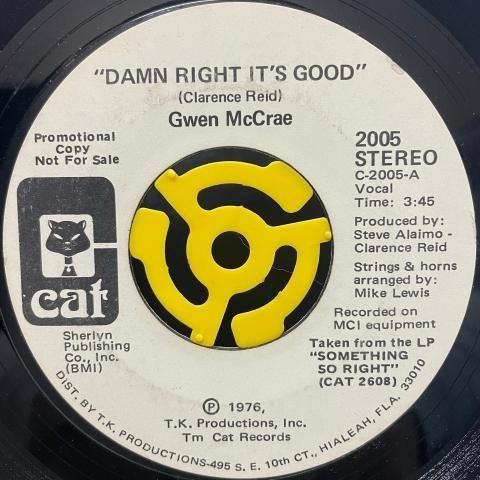 "DAMN RIGHT IT'S GOOD"
(Clarence Reid)
Gwen McCrae
Promotional
Copy
Not For Sale
cat
Sherlyn
Publishing
Co., Inc.
(BMI)
2005
STEREO
C-2005-A
Vocal
Time: 3:45
Produced by:
Steve Alaimo -
Clarence Reid
Strings & horns
arranged by:
Mike Lewis
Recorded on
MCI equipment
Taken from the LP
"SOMETHING
SO RIGHT"
(CAT 2608)
℗ 1976,
T.K. Productions, Inc.
Tm Cat Records
DIST. BY T.K. PRODUCTIONS-495 S. E. 10th CT., HIALEAH, FLA. 33010